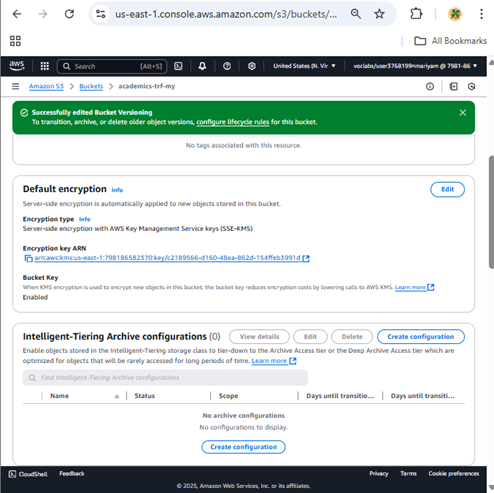 us-east-1.console.aws.amazon.com/s3/buckets/...
All Bookmarks
aws Search [Alt+S] United States (N. Vir voclabs/user3768199=mariyam @ 7981-86
Amazon S3 > Buckets > academics-trf-my
Successfully edited Bucket Versioning
To transition, archive, or delete older object versions, configure lifecycle rules for this bucket.
No tags associated with this resource.
Default encryption Info Edit
Server-side encryption is automatically applied to new objects stored in this bucket.
Encryption type Info
Server-side encryption with AWS Key Management Service keys (SSE-KMS)
Encryption key ARN
arn:aws:kms:us-east-1:798186582370:key/c2189566-d160-48ea-862d-154ffeb3991d
Bucket Key
When KMS encryption is used to encrypt new objects in this bucket, the bucket key reduces encryption costs by lowering calls to AWS KMS. Learn more
Enabled
Intelligent-Tiering Archive configurations (0) View details Edit Delete Create configuration
Enable objects stored in the Intelligent-Tiering storage class to tier-down to the Archive Access tier or the Deep Archive Access tier which are
optimized for objects that will be rarely accessed for long periods of time. Learn more
Find Intelligent-Tiering Archive configurations
Name Status Scope Days until transitio... Days until transiti...
No archive configurations
No configurations to display.
Create configuration
CloudShell Feedback Privacy Terms Cookie preferences
© 2025, Amazon Web Services, Inc. or its affiliates.